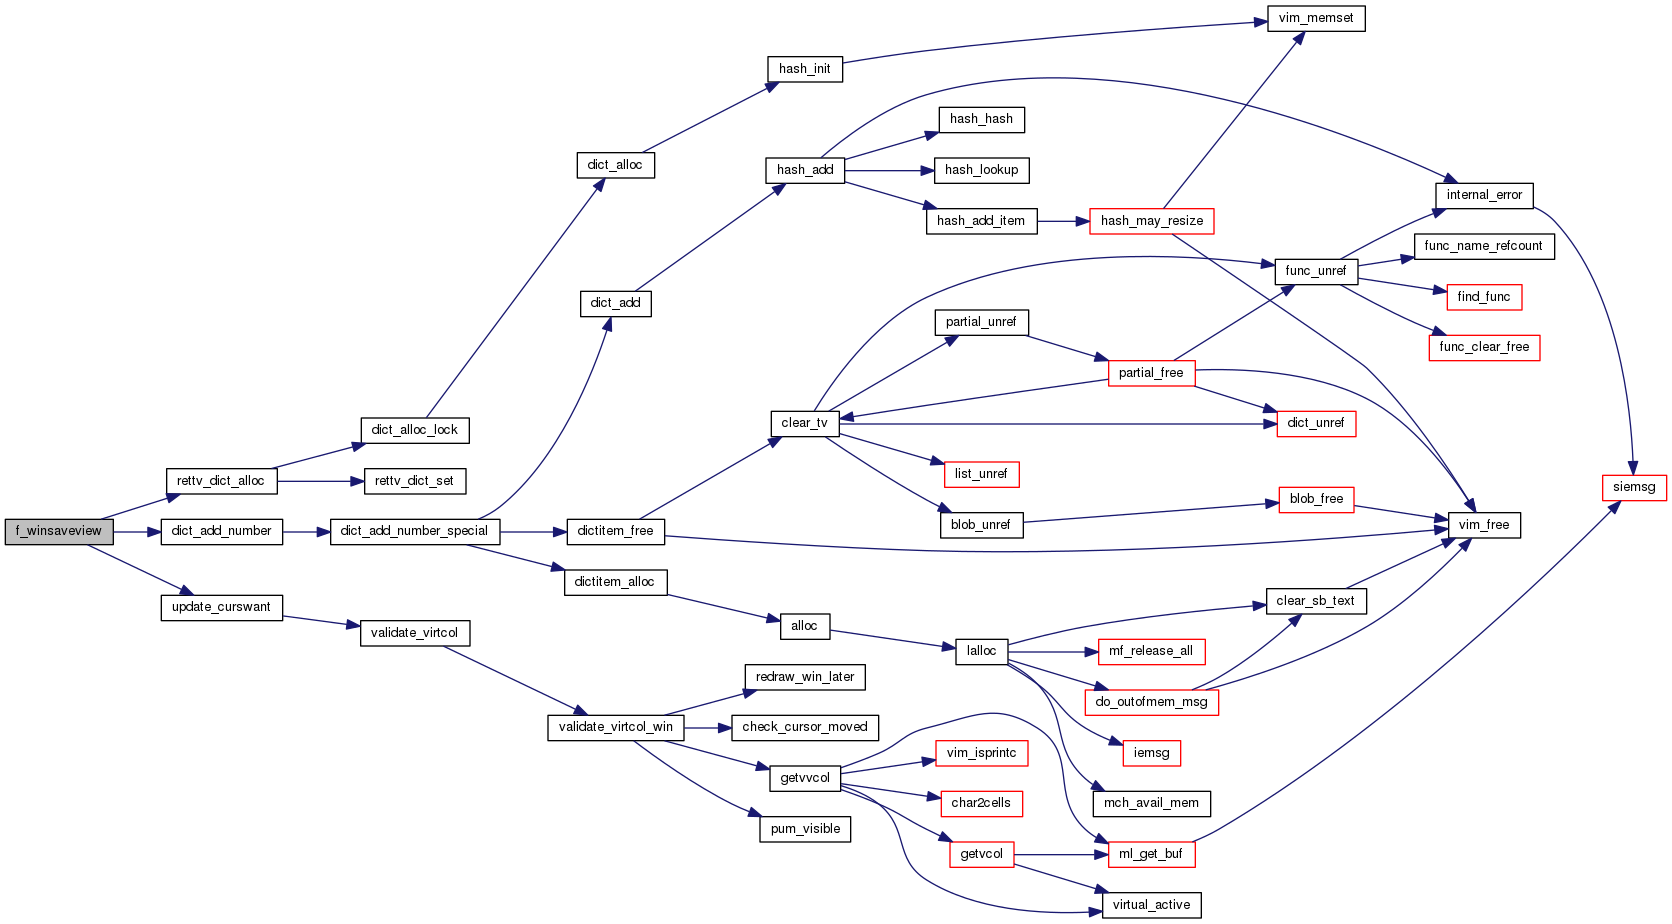 vim_memset
hash_init
hash_hash
dict_alloc
hash_add
hash_lookup
internal_error
hash_add_item
hash_may_resize
func_name_refcount
func_unref
dict_add
find_func
partial_unref
func_clear_free
partial_free
dict_alloc_lock
clear_tv
dict_unref
rettv_dict_alloc
rettv_dict_set
list_unref
siemsg
blob_free
f_winsaveview
dict_add_number
dict_add_number_special
dictitem_free
blob_unref
vim_free
dictitem_alloc
update_curswant
clear_sb_text
validate_virtcol
alloc
lalloc
mf_release_all
redraw_win_later
do_outofmem_msg
validate_virtcol_win
check_cursor_moved
vim_isprintc
iemsg
getvvcol
char2cells
mch_avail_mem
pum_visible
getvcol
ml_get_buf
virtual_active